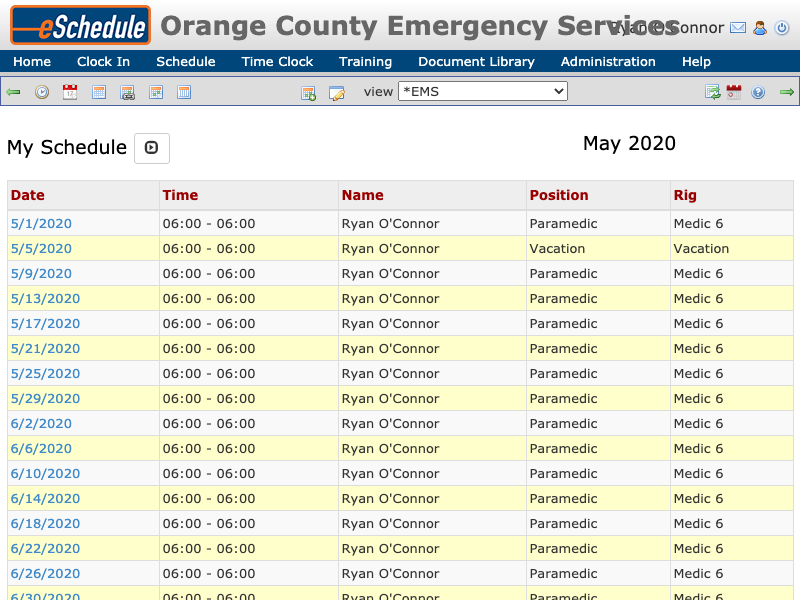 eSchedule Orange County Emergency Services Ryan O'Connor
Home Clock In Schedule Time Clock Training Document Library Administration Help
view *EMS
My Schedule May 2020
Date Time Name Position Rig
5/1/2020 06:00 - 06:00 Ryan O'Connor Paramedic Medic 6
5/5/2020 06:00 - 06:00 Ryan O'Connor Vacation Vacation
5/9/2020 06:00 - 06:00 Ryan O'Connor Paramedic Medic 6
5/13/2020 06:00 - 06:00 Ryan O'Connor Paramedic Medic 6
5/17/2020 06:00 - 06:00 Ryan O'Connor Paramedic Medic 6
5/21/2020 06:00 - 06:00 Ryan O'Connor Paramedic Medic 6
5/25/2020 06:00 - 06:00 Ryan O'Connor Paramedic Medic 6
5/29/2020 06:00 - 06:00 Ryan O'Connor Paramedic Medic 6
6/2/2020 06:00 - 06:00 Ryan O'Connor Paramedic Medic 6
6/6/2020 06:00 - 06:00 Ryan O'Connor Paramedic Medic 6
6/10/2020 06:00 - 06:00 Ryan O'Connor Paramedic Medic 6
6/14/2020 06:00 - 06:00 Ryan O'Connor Paramedic Medic 6
6/18/2020 06:00 - 06:00 Ryan O'Connor Paramedic Medic 6
6/22/2020 06:00 - 06:00 Ryan O'Connor Paramedic Medic 6
6/26/2020 06:00 - 06:00 Ryan O'Connor Paramedic Medic 6
6/30/2020 06:00 - 06:00 Ryan O'Connor Paramedic Medic 6